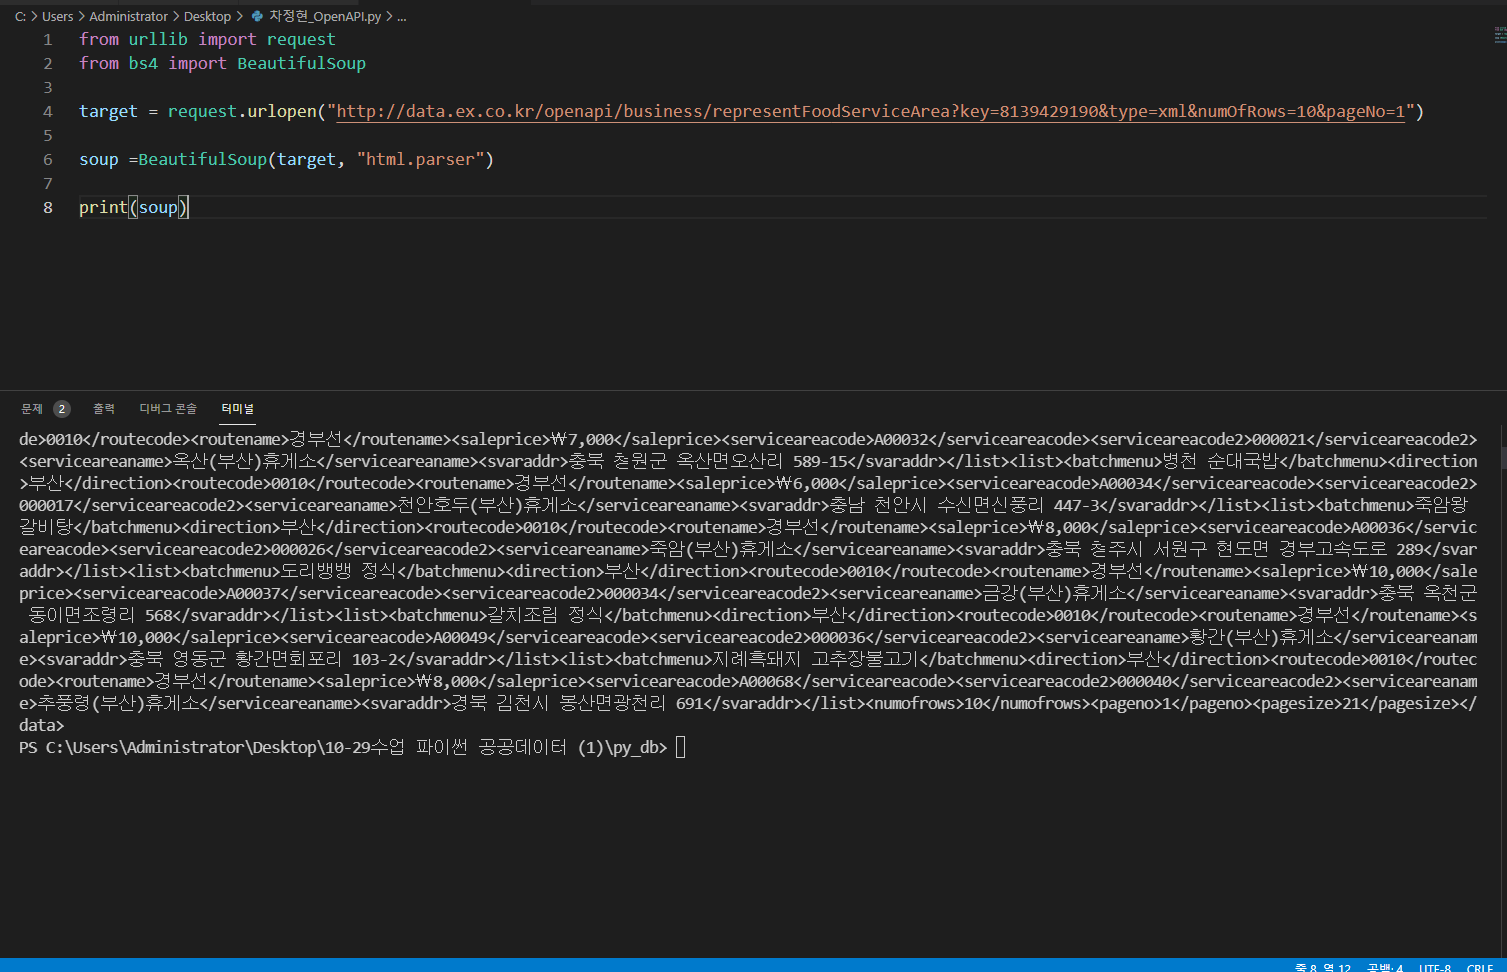 C: > Users > Administrator > Desktop > 차정현_OpenAPI.py > ...
1 from urllib import request
2 from bs4 import BeautifulSoup
3
4 target = request.urlopen("http://data.ex.co.kr/openapi/business/representFoodServiceArea?key=8139429190&type=xml&numOfRows=10&pageNo=1")
5
6 soup =BeautifulSoup(target, "html.parser")
7
8 print(soup)
문제 2 출력 디버그 콘솔 터미널
de>0010</routecode><routename>경부선</routename><saleprice>₩7,000</saleprice><serviceareacode>A00032</serviceareacode><serviceareacode2>000021</serviceareacode2>
<serviceareaname>옥산(부산)휴게소</serviceareaname><svaraddr>충북 청원군 옥산면오산리 589-15</svaraddr></list><list><batchmenu>병천 순대국밥</batchmenu><direction
>부산</direction><routecode>0010</routecode><routename>경부선</routename><saleprice>₩6,000</saleprice><serviceareacode>A00034</serviceareacode><serviceareacode2>
000017</serviceareacode2><serviceareaname>천안호두(부산)휴게소</serviceareaname><svaraddr>충남 천안시 수신면신풍리 447-3</svaraddr></list><list><batchmenu>죽암왕
갈비탕</batchmenu><direction>부산</direction><routecode>0010</routecode><routename>경부선</routename><saleprice>₩8,000</saleprice><serviceareacode>A00036</servic
eareacode><serviceareacode2>000026</serviceareacode2><serviceareaname>죽암(부산)휴게소</serviceareaname><svaraddr>충북 청주시 서원구 현도면 경부고속도로 289</svar
addr></list><list><batchmenu>도리뱅뱅 정식</batchmenu><direction>부산</direction><routecode>0010</routecode><routename>경부선</routename><saleprice>₩10,000</sale
price><serviceareacode>A00037</serviceareacode><serviceareacode2>000034</serviceareacode2><serviceareaname>금강(부산)휴게소</serviceareaname><svaraddr>충북 옥천군
 동이면조령리 568</svaraddr></list><list><batchmenu>갈치조림 정식</batchmenu><direction>부산</direction><routecode>0010</routecode><routename>경부선</routename><s
aleprice>₩10,000</saleprice><serviceareacode>A00049</serviceareacode><serviceareacode2>000036</serviceareacode2><serviceareaname>황간(부산)휴게소</serviceareanam
e><svaraddr>충북 영동군 황간면회포리 103-2</svaraddr></list><list><batchmenu>지례흑돼지 고추장불고기</batchmenu><direction>부산</direction><routecode>0010</routec
ode><routename>경부선</routename><saleprice>₩8,000</saleprice><serviceareacode>A00068</serviceareacode><serviceareacode2>000040</serviceareacode2><serviceareanam
e>추풍령(부산)휴게소</serviceareaname><svaraddr>경북 김천시 봉산면광천리 691</svaraddr></list><numofrows>10</numofrows><pageno>1</pageno><pagesize>21</pagesize></
data>
PS C:\Users\Administrator\Desktop\10-29수업 파이썬 공공데이터 (1)\py_db>
줄 8, 열 12 공백: 4 UTF-8 CRLF